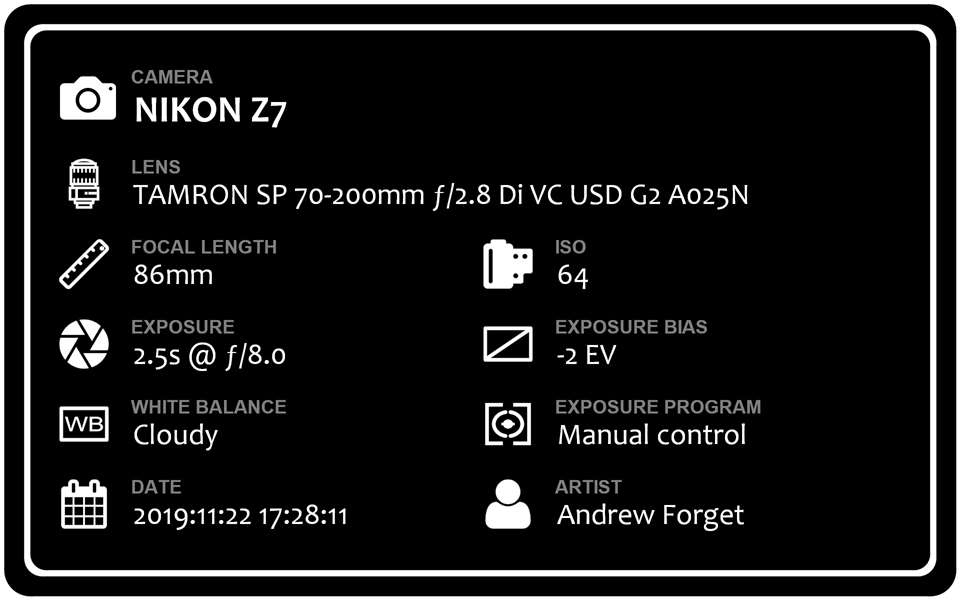 CAMERA
NIKON Z7
LENS
TAMRON SP 70-200mm ƒ/2.8 Di VC USD G2 A025N
FOCAL LENGTH
86mm
ISO
64
EXPOSURE
2.5s @ ƒ/8.0
EXPOSURE BIAS
-2 EV
WB
WHITE BALANCE
Cloudy
EXPOSURE PROGRAM
Manual control
DATE
2019:11:22 17:28:11
ARTIST
Andrew Forget